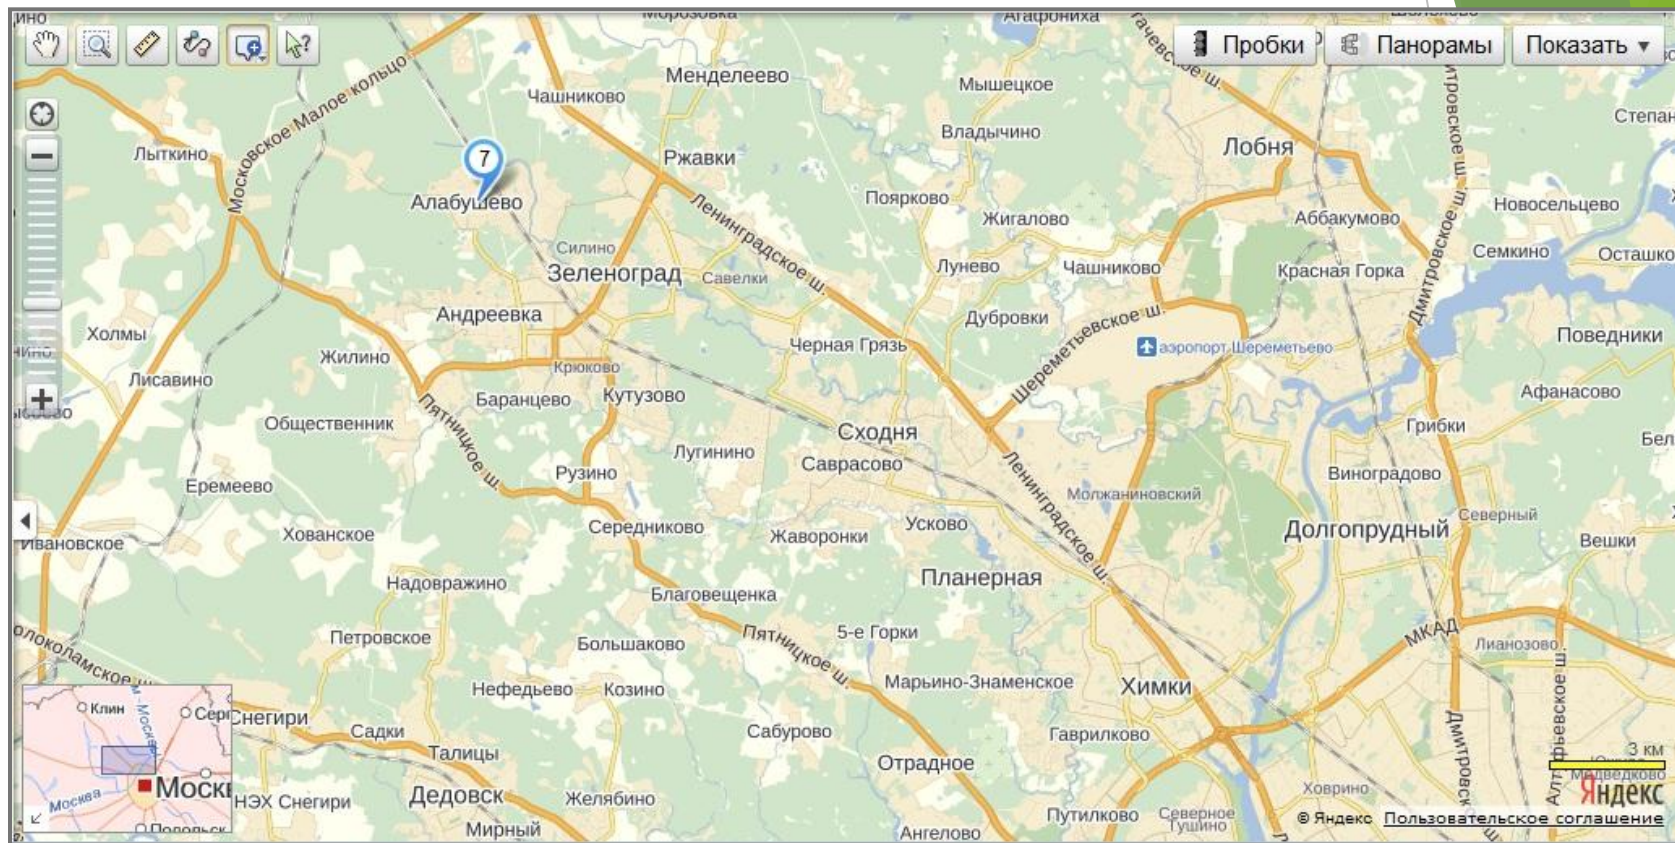 Морозовка
Агафониха
Пробки
Панорамы
Показать
Менделеево
Чашниково
Мышецкое
Московское Малое кольцо
Владычино
Лыткино
Ржавки
Лобня
7
Алабушево
Поярково
Жигалово
Аббакумово
Новосельцево
Ленинградское ш.
Силино
Зеленоград
Савелки
Лунево
Чашниково
Красная Горка
Семкино
Дмитровское ш.
Андреевка
Дубровки
Шереметьевское ш.
Холмы
Жилино
Черная Грязь
аэропорт Шереметьево
Поведники
Крюково
Лисавино
Баранцево
Кутузово
Афанасово
Пятницкое ш.
Общественник
Сходня
Грибки
Лугинино
Саврасово
Рузино
Виноградово
Еремеево
Ленинградское ш.
Молжаниновский
Северный
Хованское
Середниково
Жаворонки
Усково
Долгопрудный
Вешки
Ивановское
Надовражино
Благовещенка
Планерная
Петровское
Большаково
Пятницкое ш.
5-е Горки
МКАД
Лианозово
Нефедьево
Козино
Марьино-Знаменское
Химки
Клин
Снегири
Садки
Сабурово
Гаврилково
Талицы
3 км
Отрадное
Москва
НЭХ Снегири
Дедовск
Желябино
Ховрино
Яндекс
Мирный
Ангелово
Путилково
Северное
Тушино
© Яндекс Пользовательское соглашение